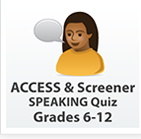 ACCESS & Screener
SPEAKING Quiz
Grades 6-12